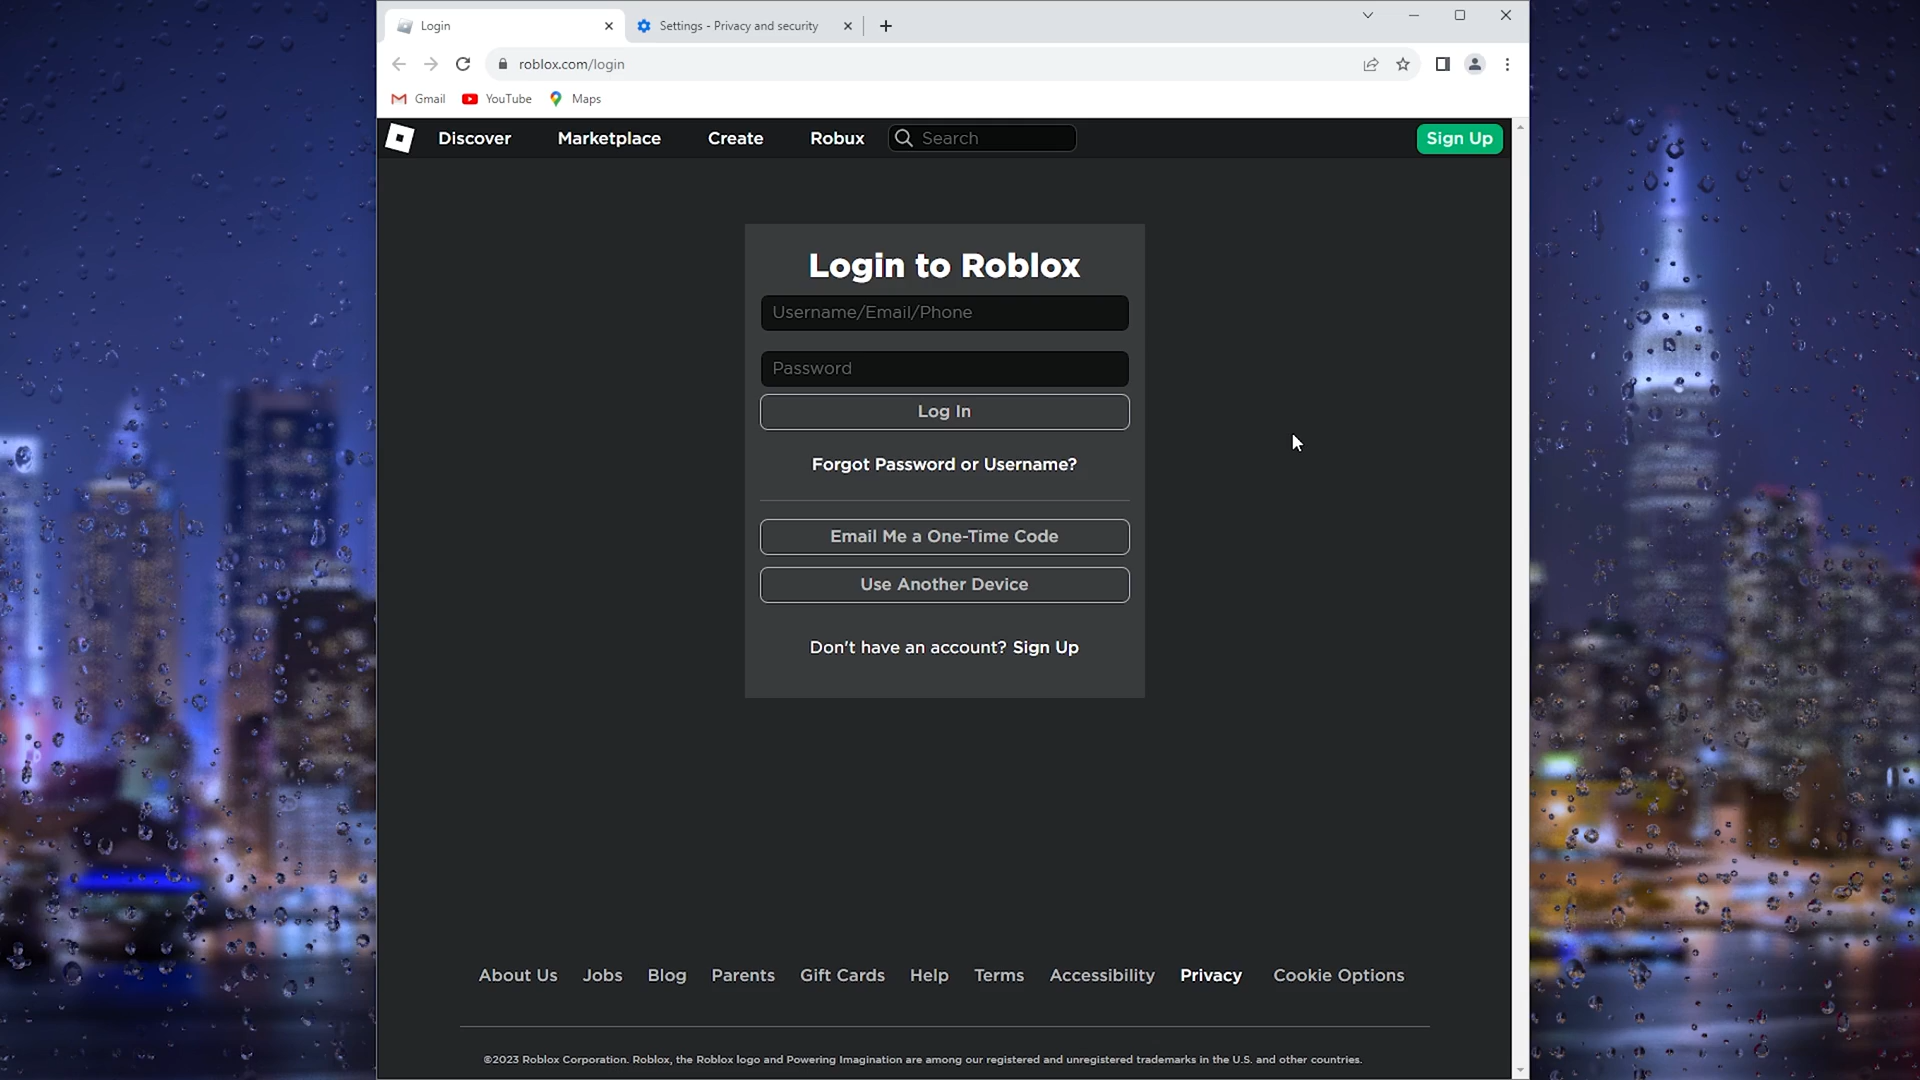 Login
Settings - Privacy and security
roblox.com/login
Gmail YouTube Maps
Discover Marketplace Create Robux Search Sign Up
Login to Roblox
Username/Email/Phone
Password
Log In
Forgot Password or Username?
Email Me a One-Time Code
Use Another Device
Don't have an account? Sign Up
About Us Jobs Blog Parents Gift Cards Help Terms Accessibility Privacy Cookie Options
©2023 Roblox Corporation. Roblox, the Roblox logo and Powering Imagination are among our registered and unregistered trademarks in the U.S. and other countries.